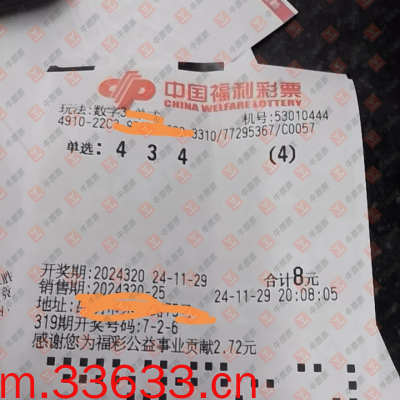 中国福利彩票
CHINA WELFARE LOTTERY
玩法:数字3
机号:53010444
4910-22C3 3310/77295367/C0057
单选: 4 3 4 (4)
开奖期:2024320 24-11-29 合计8元
销售期:2024320-25 24-11-29 20:08:05
地址:
319期开奖号码:7-2-6
感谢您为福彩公益事业贡献2.72元
m.33633.cn